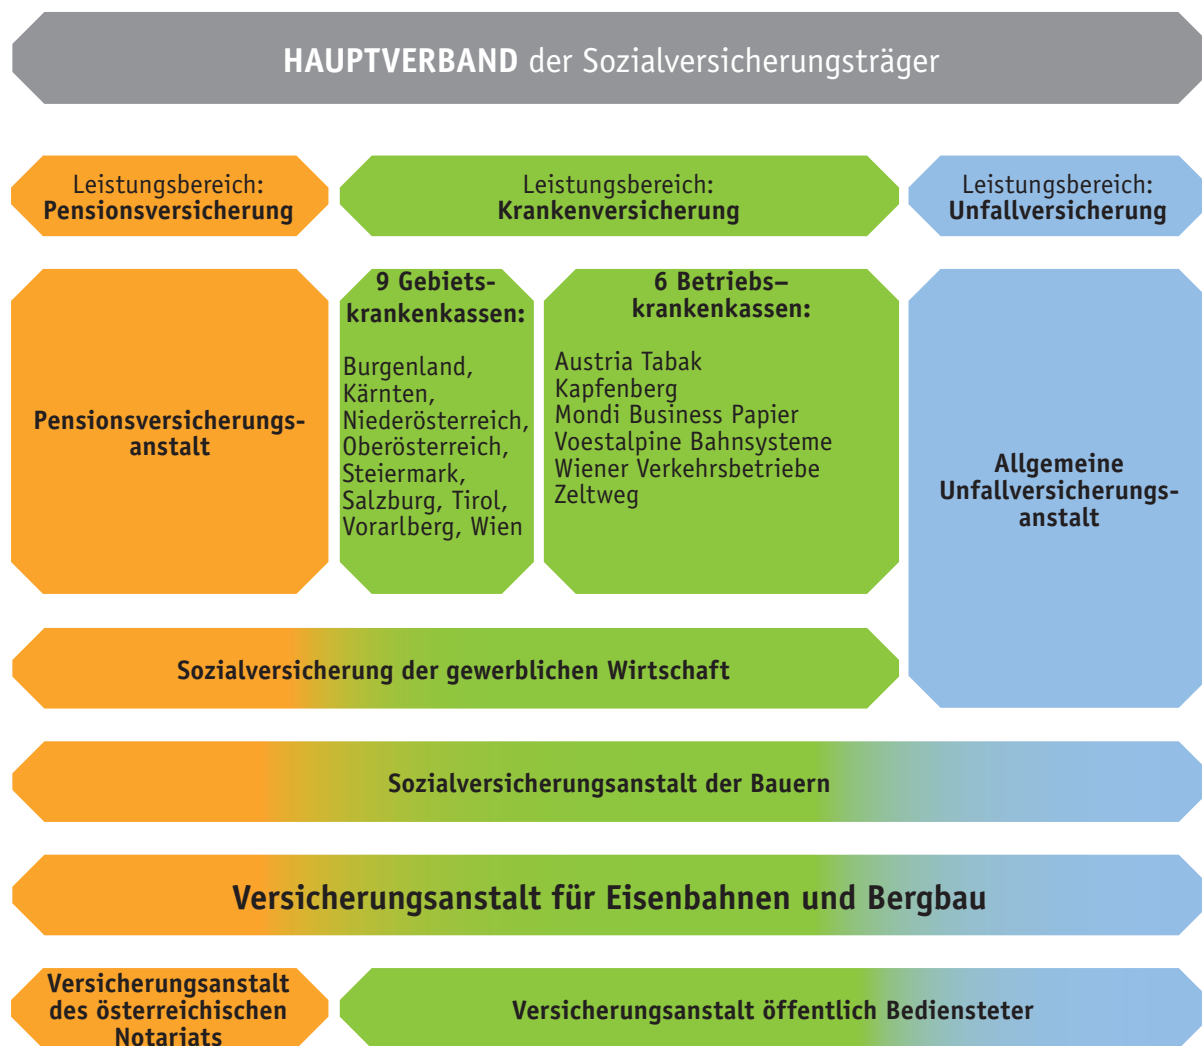 HAUPTVERBAND der Sozialversicherungsträger
Leistungsbereich:
Pensionsversicherung
Leistungsbereich:
Krankenversicherung
Leistungsbereich:
Unfallversicherung
Pensionsversicherungs-
anstalt
9 Gebiets-
krankenkassen:
Burgenland,
Kärnten,
Niederösterreich,
Oberösterreich,
Steiermark,
Salzburg, Tirol,
Vorarlberg, Wien
6 Betriebs–
krankenkassen:
Austria Tabak
Kapfenberg
Mondi Business Papier
Voestalpine Bahnsysteme
Wiener Verkehrsbetriebe
Zeltweg
Allgemeine
Unfallversicherungs-
anstalt
Sozialversicherung der gewerblichen Wirtschaft
Sozialversicherungsanstalt der Bauern
Versicherungsanstalt für Eisenbahnen und Bergbau
Versicherungsanstalt
des österreichischen
Notariats
Versicherungsanstalt öffentlich Bediensteter